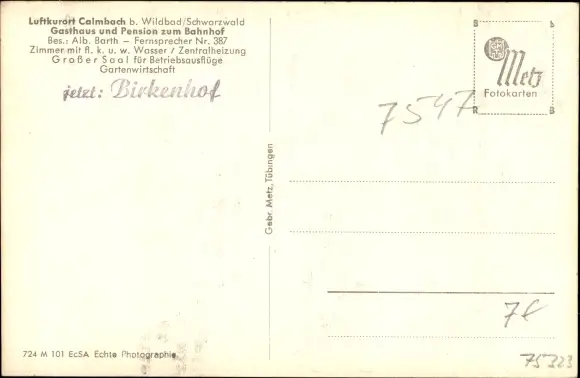 Luftkurort Calmbach b. Wildbad/Schwarzwald
Gasthaus und Pension zum Bahnhof
Bes.: Alb. Barth – Fernsprecher Nr. 387
Zimmer mit fl. k. u. w. Wasser / Zentralheizung
Großer Saal für Betriebsausflüge
Gartenwirtschaft
jetzt: Birkenhof
S b
Metz
Fotokarten
R B
7547
Gebr. Metz, Tübingen
724 M 101 EcSA Echte Photographie
75323